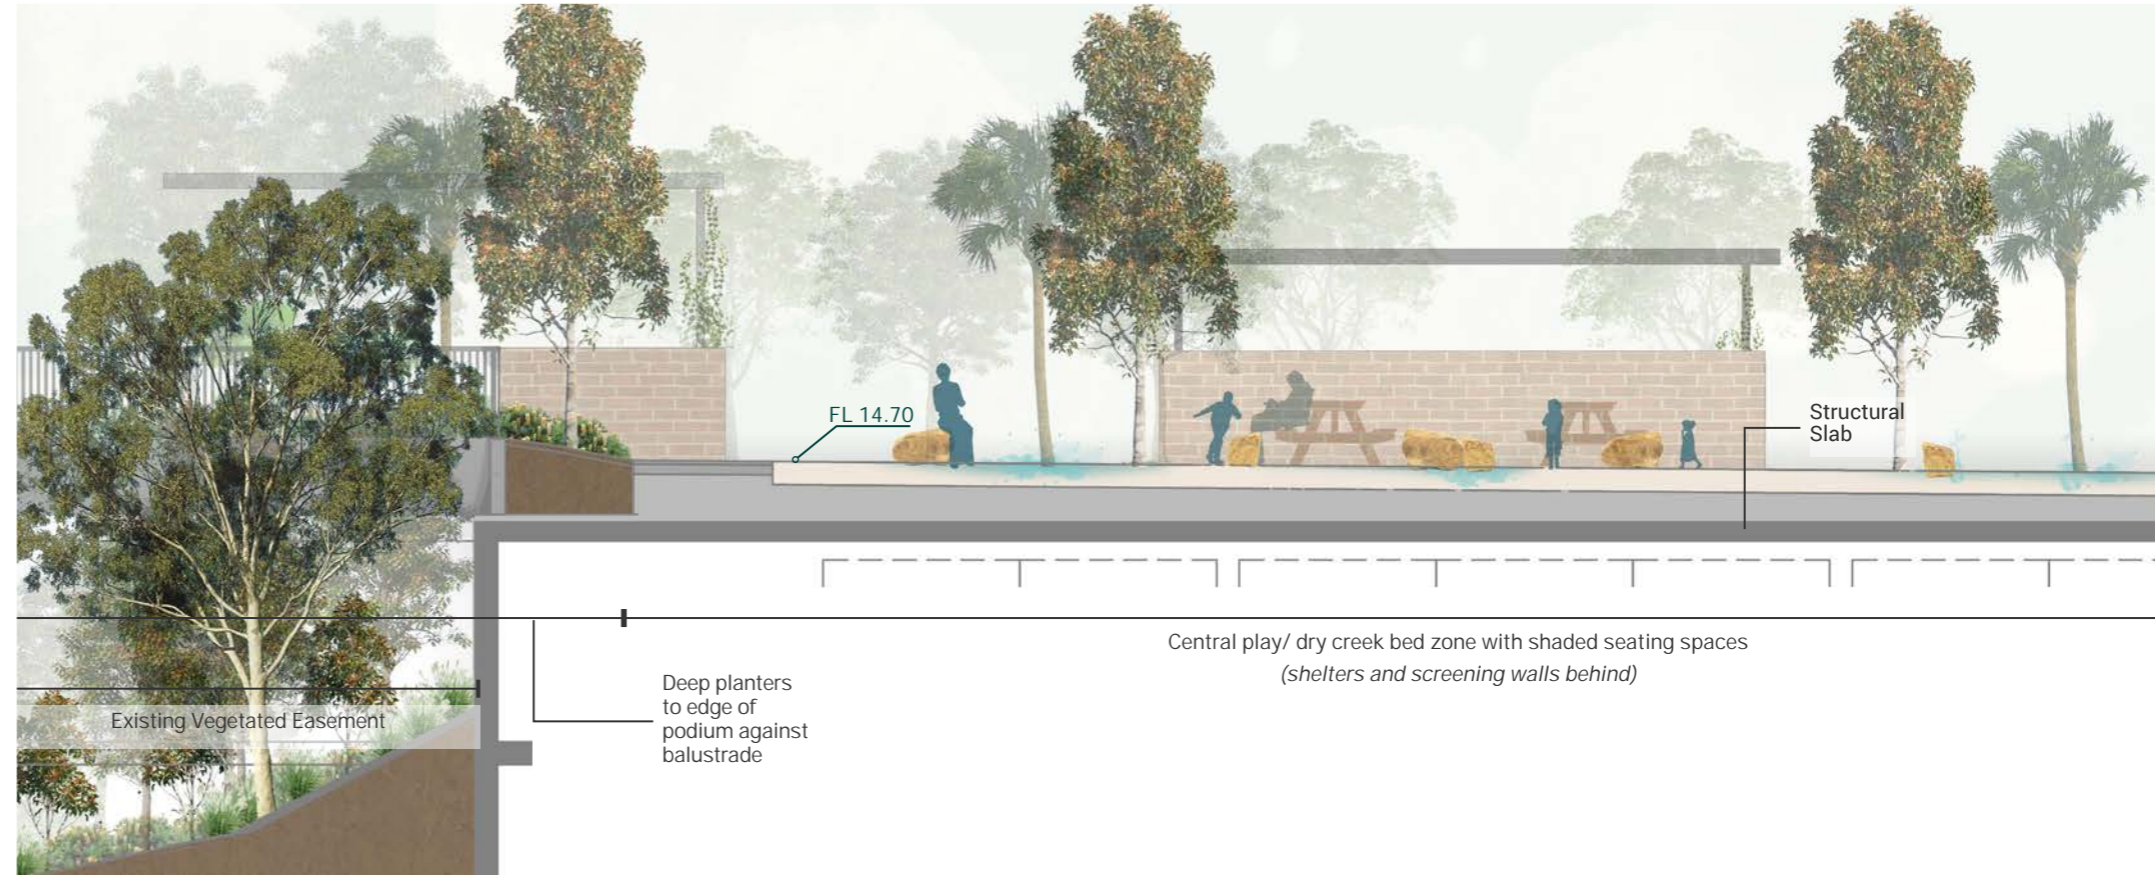 FL 14.70
Structural
Slab
Central play/ dry creek bed zone with shaded seating spaces
(shelters and screening walls behind)
Deep planters
to edge of
podium against
balustrade
Existing Vegetated Easement